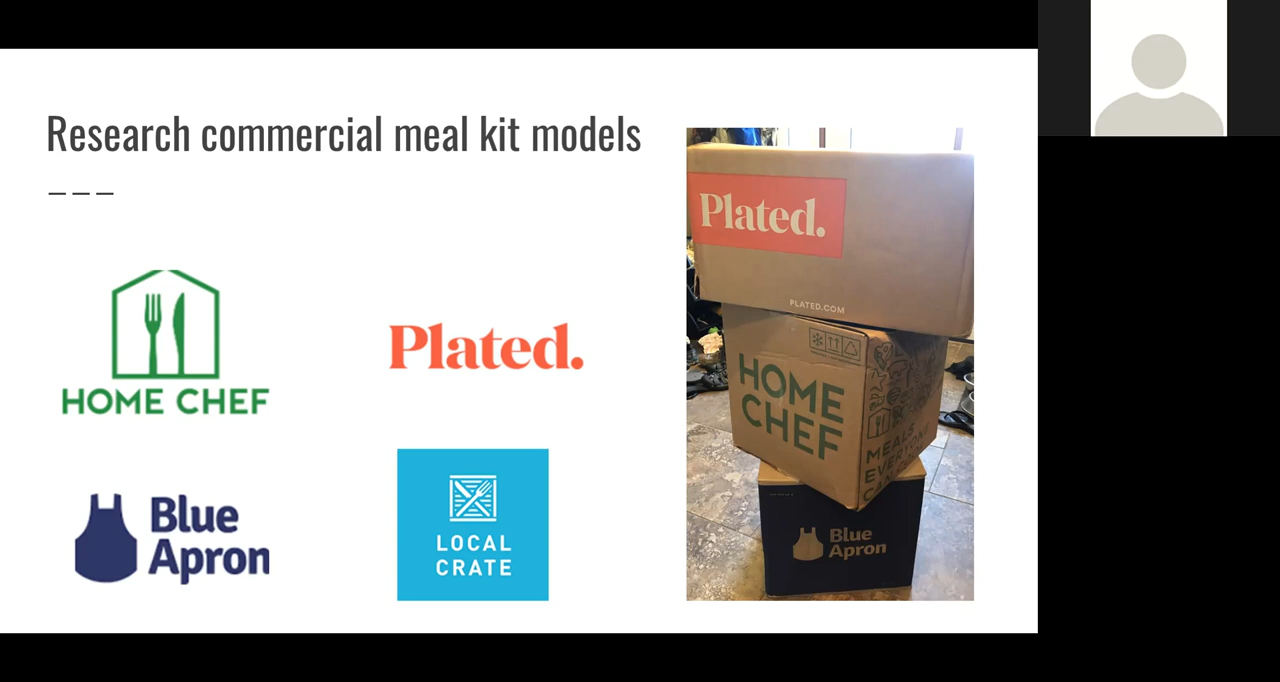 Research commercial meal kit models
HOME CHEF
Plated.
Blue
Apron
LOCAL
CRATE
Plated.
PLATED.COM
HOME
CHEF
MEALS
Blue
Apron